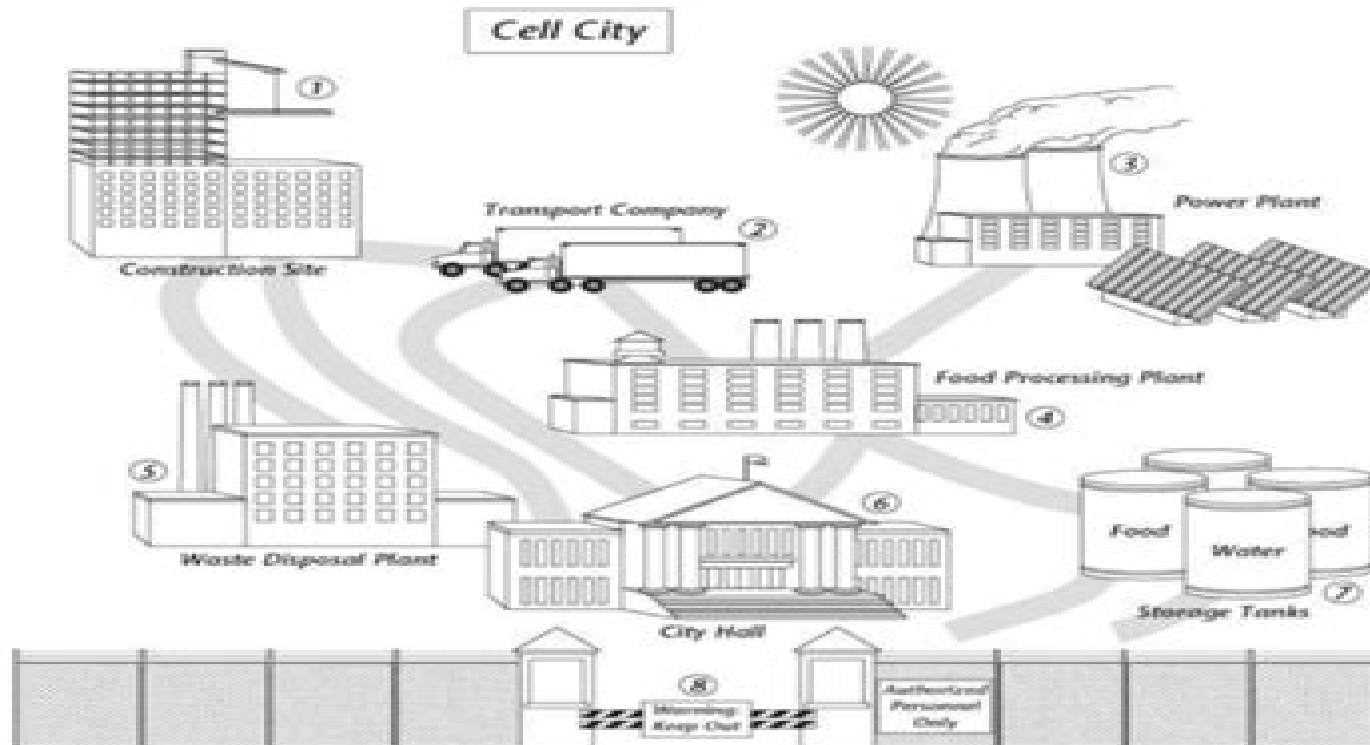 Cell City
1
Transport Company
2
3
Power Plant
Construction Site
Food Processing Plant
4
5
6
Food
Water
Waste Disposal Plant
7
Storage Tanks
City Hall
8
Warning:
Keep Out
Authorized
Personnel
Only